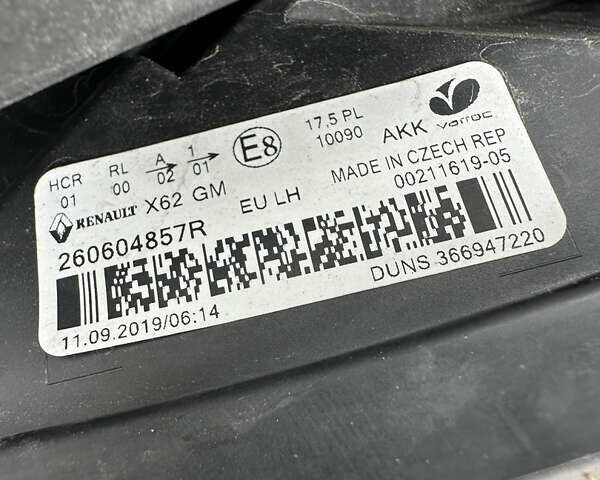 HCR RL A 1 E8 17,5 PL AKK varroc
01 00 02 01 10090
RENAULT X62 GM EU LH MADE IN CZECH REP
260604857R 00211619-05
DUNS 366947220
11.09.2019/06:14